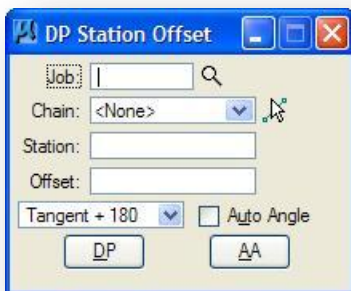 DP Station Offset
Job:
Chain: <None>
Station:
Offset:
Tangent + 180 Auto Angle
DP AA